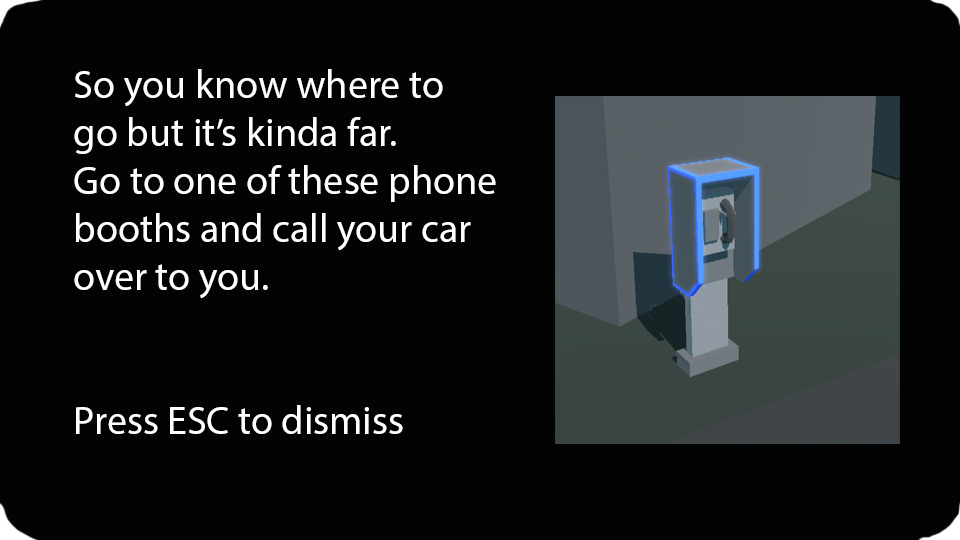 So you know where to
go but it’s kinda far.
Go to one of these phone
booths and call your car
over to you.
Press ESC to dismiss